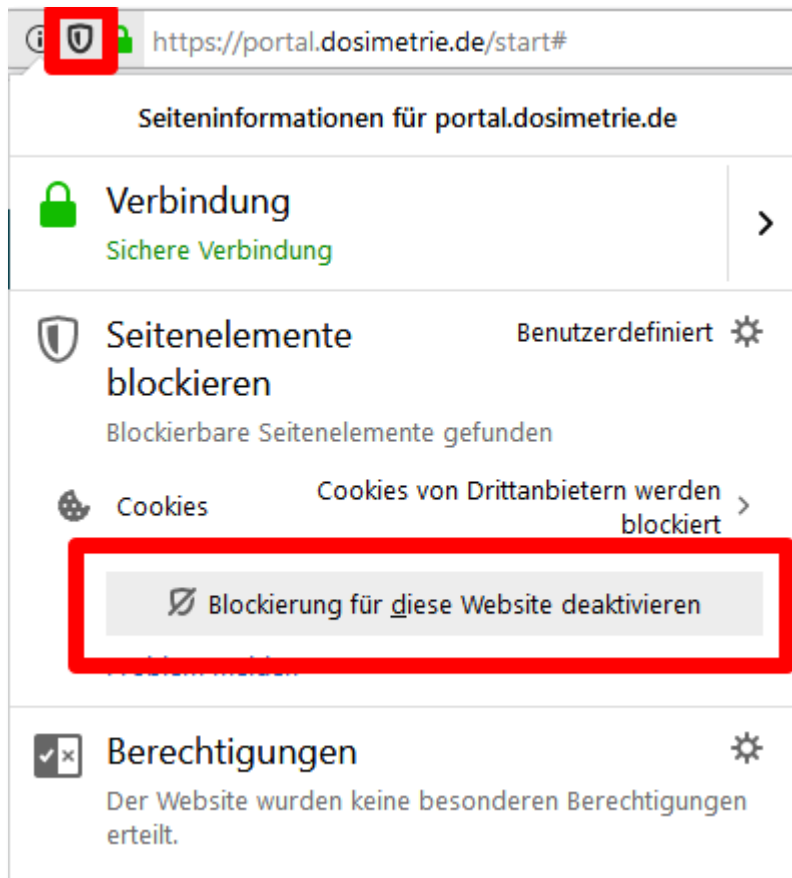 https://portal.dosimetrie.de/start#
Seiteninformationen für portal.dosimetrie.de
Verbindung
Sichere Verbindung
Seitenelemente
blockieren
Benutzerdefiniert
Blockierbare Seitenelemente gefunden
Cookies
Cookies von Drittanbietern werden
blockiert
Blockierung für diese Website deaktivieren
Berechtigungen
Der Website wurden keine besonderen Berechtigungen
erteilt.